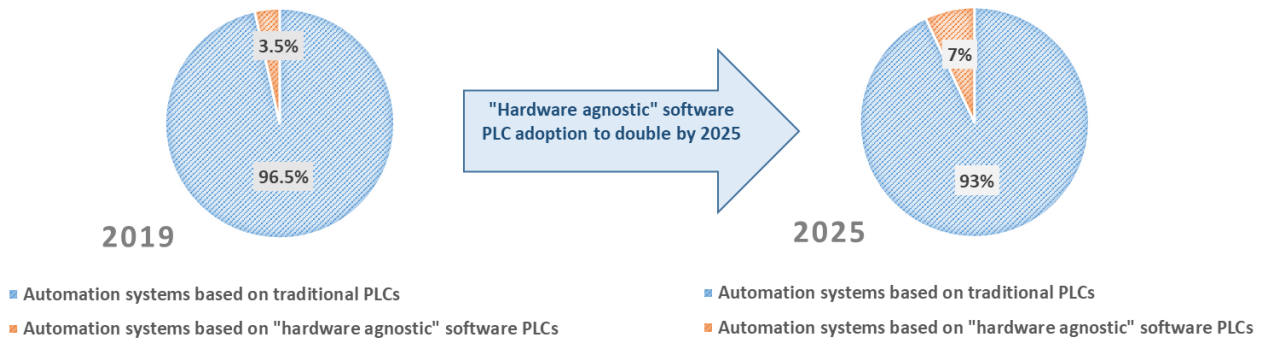 3.5%
96.5%
2019
"Hardware agnostic" software
PLC adoption to double by 2025
7%
93%
2025
Automation systems based on traditional PLCs
Automation systems based on "hardware agnostic" software PLCs
Automation systems based on traditional PLCs
Automation systems based on "hardware agnostic" software PLCs